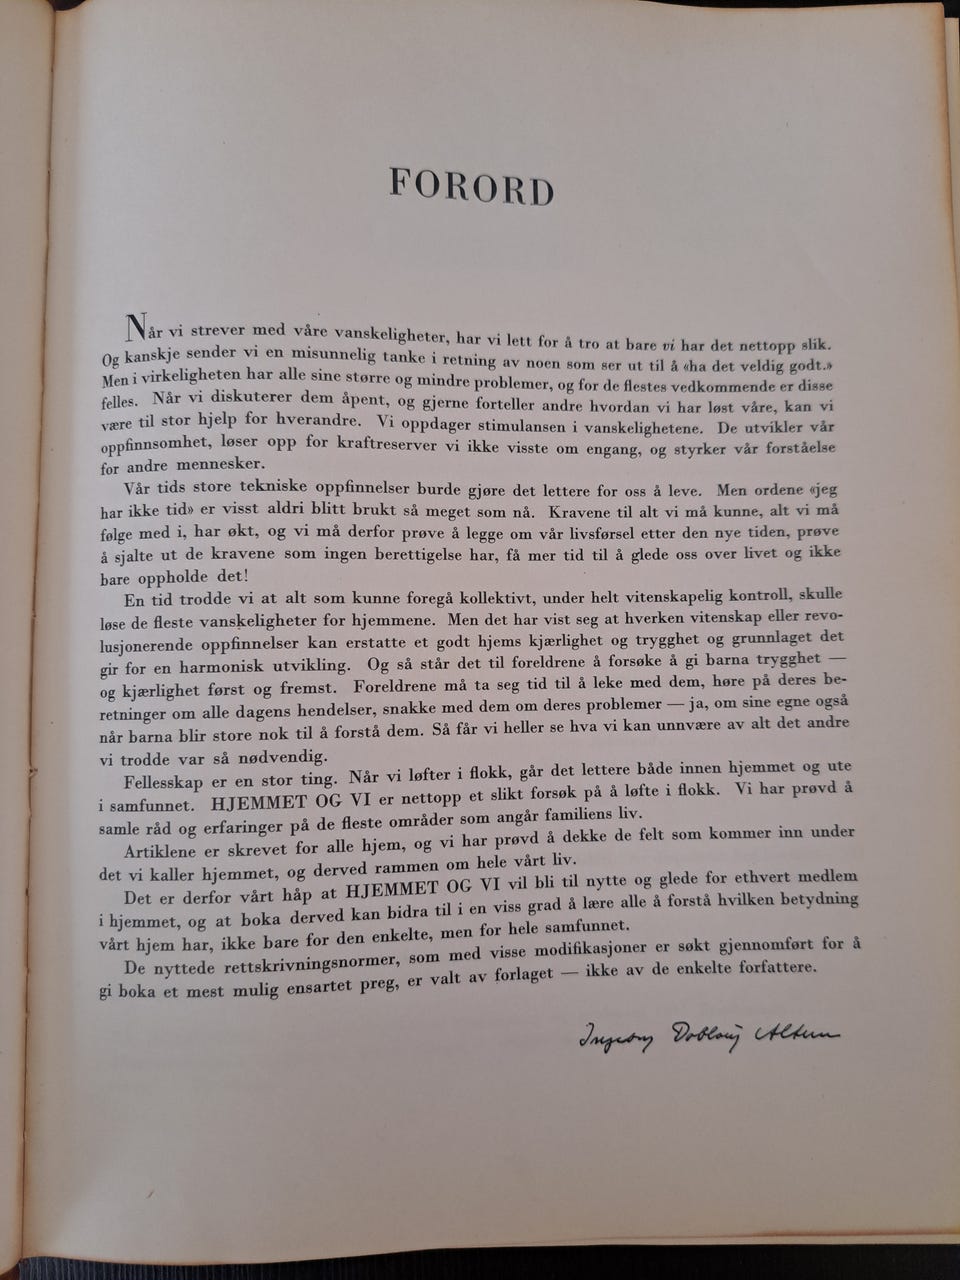 FORORD
Når vi strever med våre vanskeligheter, har vi lett for å tro at bare vi har det nettopp slik.
Og kanskje sender vi en misunnelig tanke i retning av noen som ser ut til å «ha det veldig godt.»
Men i virkeligheten har alle sine større og mindre problemer, og for de flestes vedkommende er disse
felles. Når vi diskuterer dem åpent, og gjerne forteller andre hvordan vi har løst våre, kan vi
være til stor hjelp for hverandre. Vi oppdager stimulansen i vanskelighetene. De utvikler vår
oppfinnsomhet, løser opp for kraftreserver vi ikke visste om engang, og styrker vår forståelse
for andre mennesker.
Vår tids store tekniske oppfinnelser burde gjøre det lettere for oss å leve. Men ordene «jeg
har ikke tid» er visst aldri blitt brukt så meget som nå. Kravene til alt vi må kunne, alt vi må
følge med i, har økt, og vi må derfor prøve å legge om vår livsførsel etter den nye tiden, prøve
å sjalte ut de kravene som ingen berettigelse har, få mer tid til å glede oss over livet og ikke
bare oppholde det!
En tid trodde vi at alt som kunne foregå kollektivt, under helt vitenskapelig kontroll, skulle
løse de fleste vanskeligheter for hjemmene. Men det har vist seg at hverken vitenskap eller revo-
lusjonerende oppfinnelser kan erstatte et godt hjems kjærlighet og trygghet og grunnlaget det
gir for en harmonisk utvikling. Og så står det til foreldrene å forsøke å gi barna trygghet —
og kjærlighet først og fremst. Foreldrene må ta seg tid til å leke med dem, høre på deres be-
retninger om alle dagens hendelser, snakke med dem om deres problemer — ja, om sine egne også
når barna blir store nok til å forstå dem. Så får vi heller se hva vi kan unnvære av alt det andre
vi trodde var så nødvendig.
Fellesskap er en stor ting. Når vi løfter i flokk, går det lettere både innen hjemmet og ute
i samfunnet. HJEMMET OG VI er nettopp et slikt forsøk på å løfte i flokk. Vi har prøvd å
samle råd og erfaringer på de fleste områder som angår familiens liv.
Artiklene er skrevet for alle hjem, og vi har prøvd å dekke de felt som kommer inn under
det vi kaller hjemmet, og derved rammen om hele vårt liv.
Det er derfor vårt håp at HJEMMET OG VI vil bli til nytte og glede for ethvert medlem
i hjemmet, og at boka derved kan bidra til i en viss grad å lære alle å forstå hvilken betydning
vårt hjem har, ikke bare for den enkelte, men for hele samfunnet.
De nyttede rettskrivningsnormer, som med visse modifikasjoner er søkt gjennomført for å
gi boka et mest mulig ensartet preg, er valt av forlaget — ikke av de enkelte forfattere.